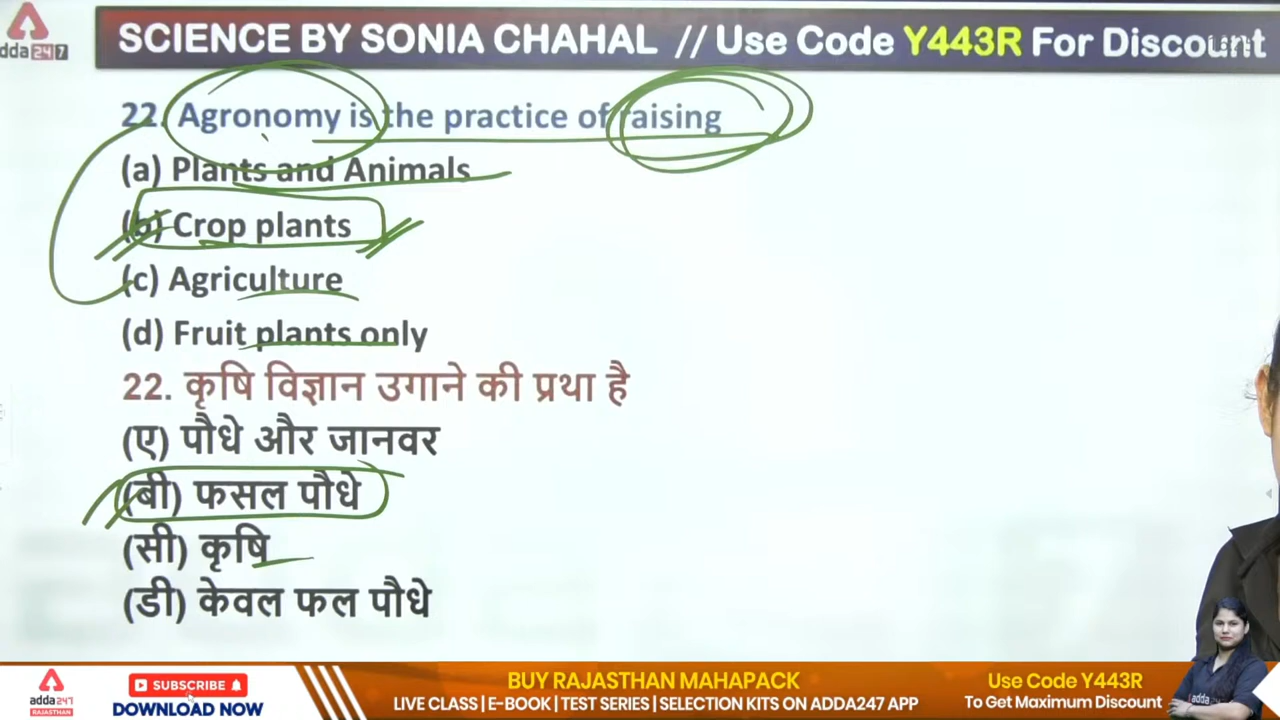 adda247
SCIENCE BY SONIA CHAHAL // Use Code Y443R For Discount
22. Agronomy is the practice of raising
(a) Plants and Animals
(b) Crop plants
(c) Agriculture
(d) Fruit plants only
22. कृषि विज्ञान उगाने की प्रथा है
(ए) पौधे और जानवर
(बी) फसल पौधे
(सी) कृषि
(डी) केवल फल पौधे
adda247
RAJASTHAN
SUBSCRIBE
DOWNLOAD NOW
BUY RAJASTHAN MAHAPACK
LIVE CLASS | E-BOOK | TEST SERIES | SELECTION KITS ON ADDA247 APP
Use Code Y443R
To Get Maximum Discount
adda247